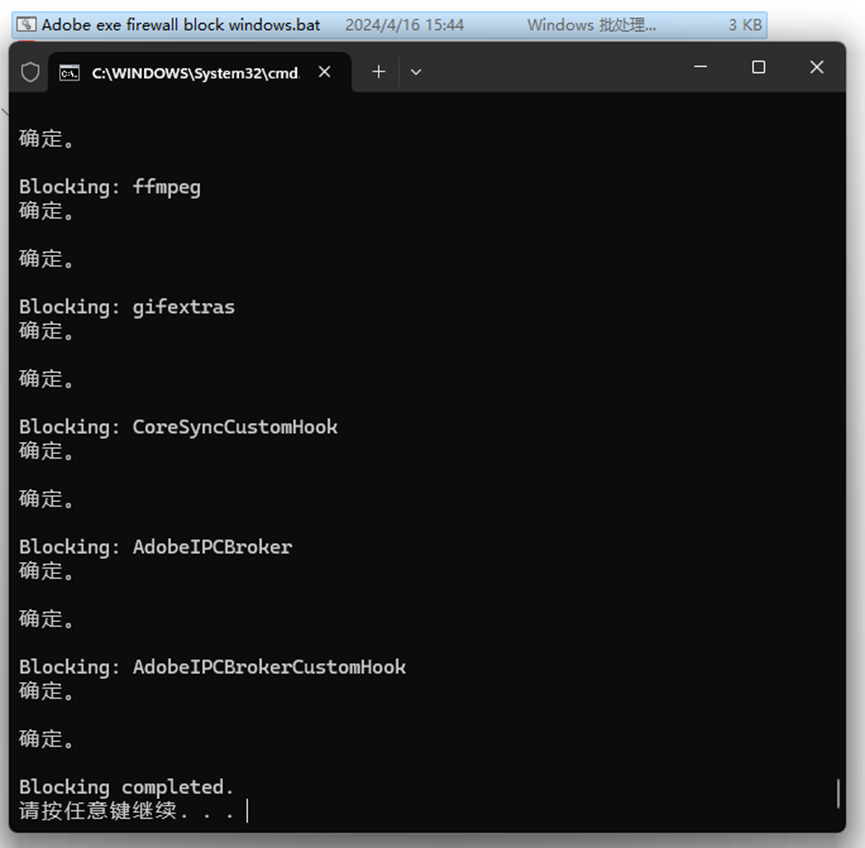 Adobe exe firewall block windows.bat 2024/4/16 15:44 Windows 批处理... 3 KB
C:\WINDOWS\System32\cmd.
确定。
Blocking: ffmpeg
确定。
确定。
Blocking: gifextras
确定。
确定。
Blocking: CoreSyncCustomHook
确定。
确定。
Blocking: AdobeIPCBroker
确定。
确定。
Blocking: AdobeIPCBrokerCustomHook
确定。
确定。
Blocking completed.
请按任意键继续. . .